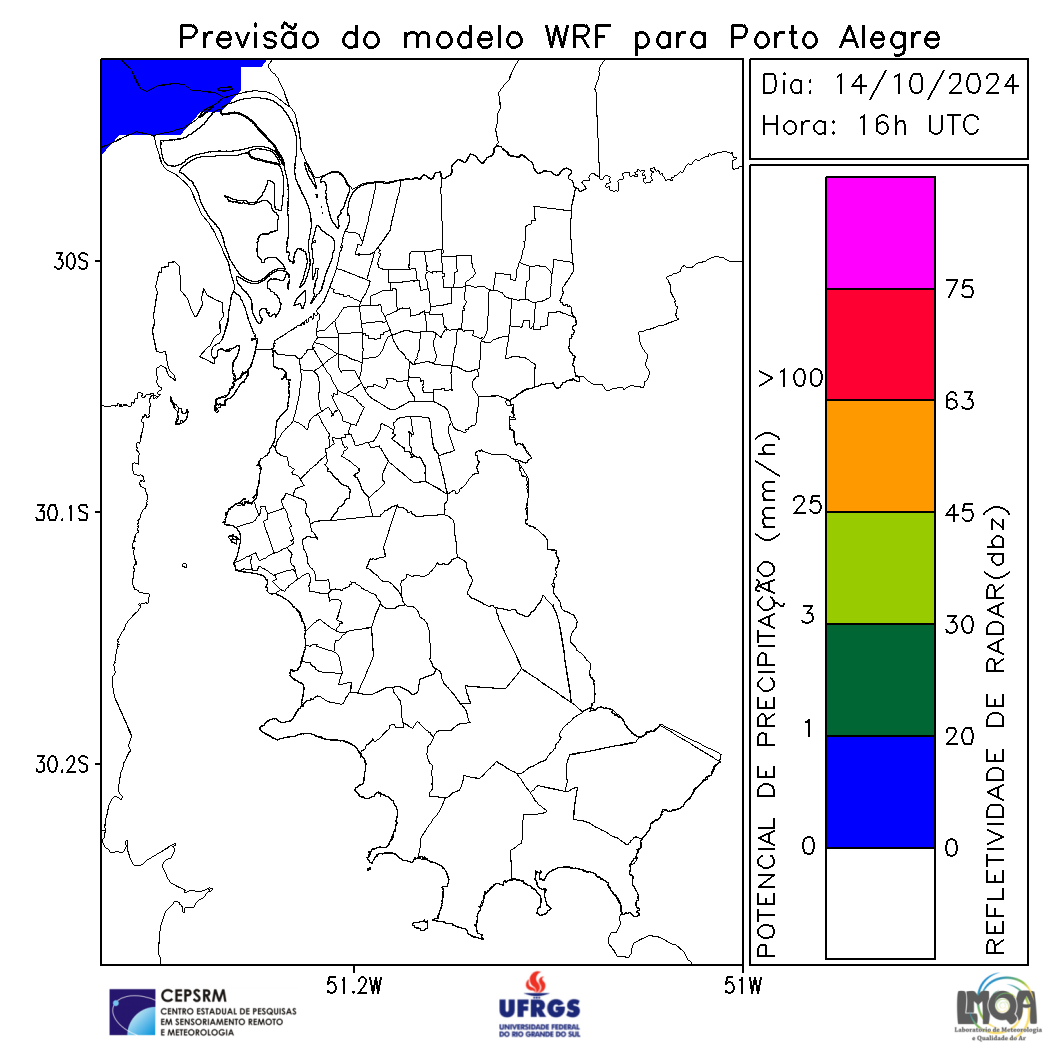 Previsão do modelo WRF para Porto Alegre
Dia: 14/10/2024
Hora: 16h UTC
30S
30.1S
30.2S
51.2W
51W
POTENCIAL DE PRECIPITAÇÃO (mm/h)
>100
25
3
1
0
75
63
45
30
20
0
REFLETIVIDADE DE RADAR(dbz)
CEPSRM
CENTRO ESTADUAL DE PESQUISAS
EM SENSORIAMENTO REMOTO
E METEOROLOGIA
UFRGS
UNIVERSIDADE FEDERAL
DO RIO GRANDE DO SUL
LMQA
Laboratório de Meteorologia
e Qualidade do Ar